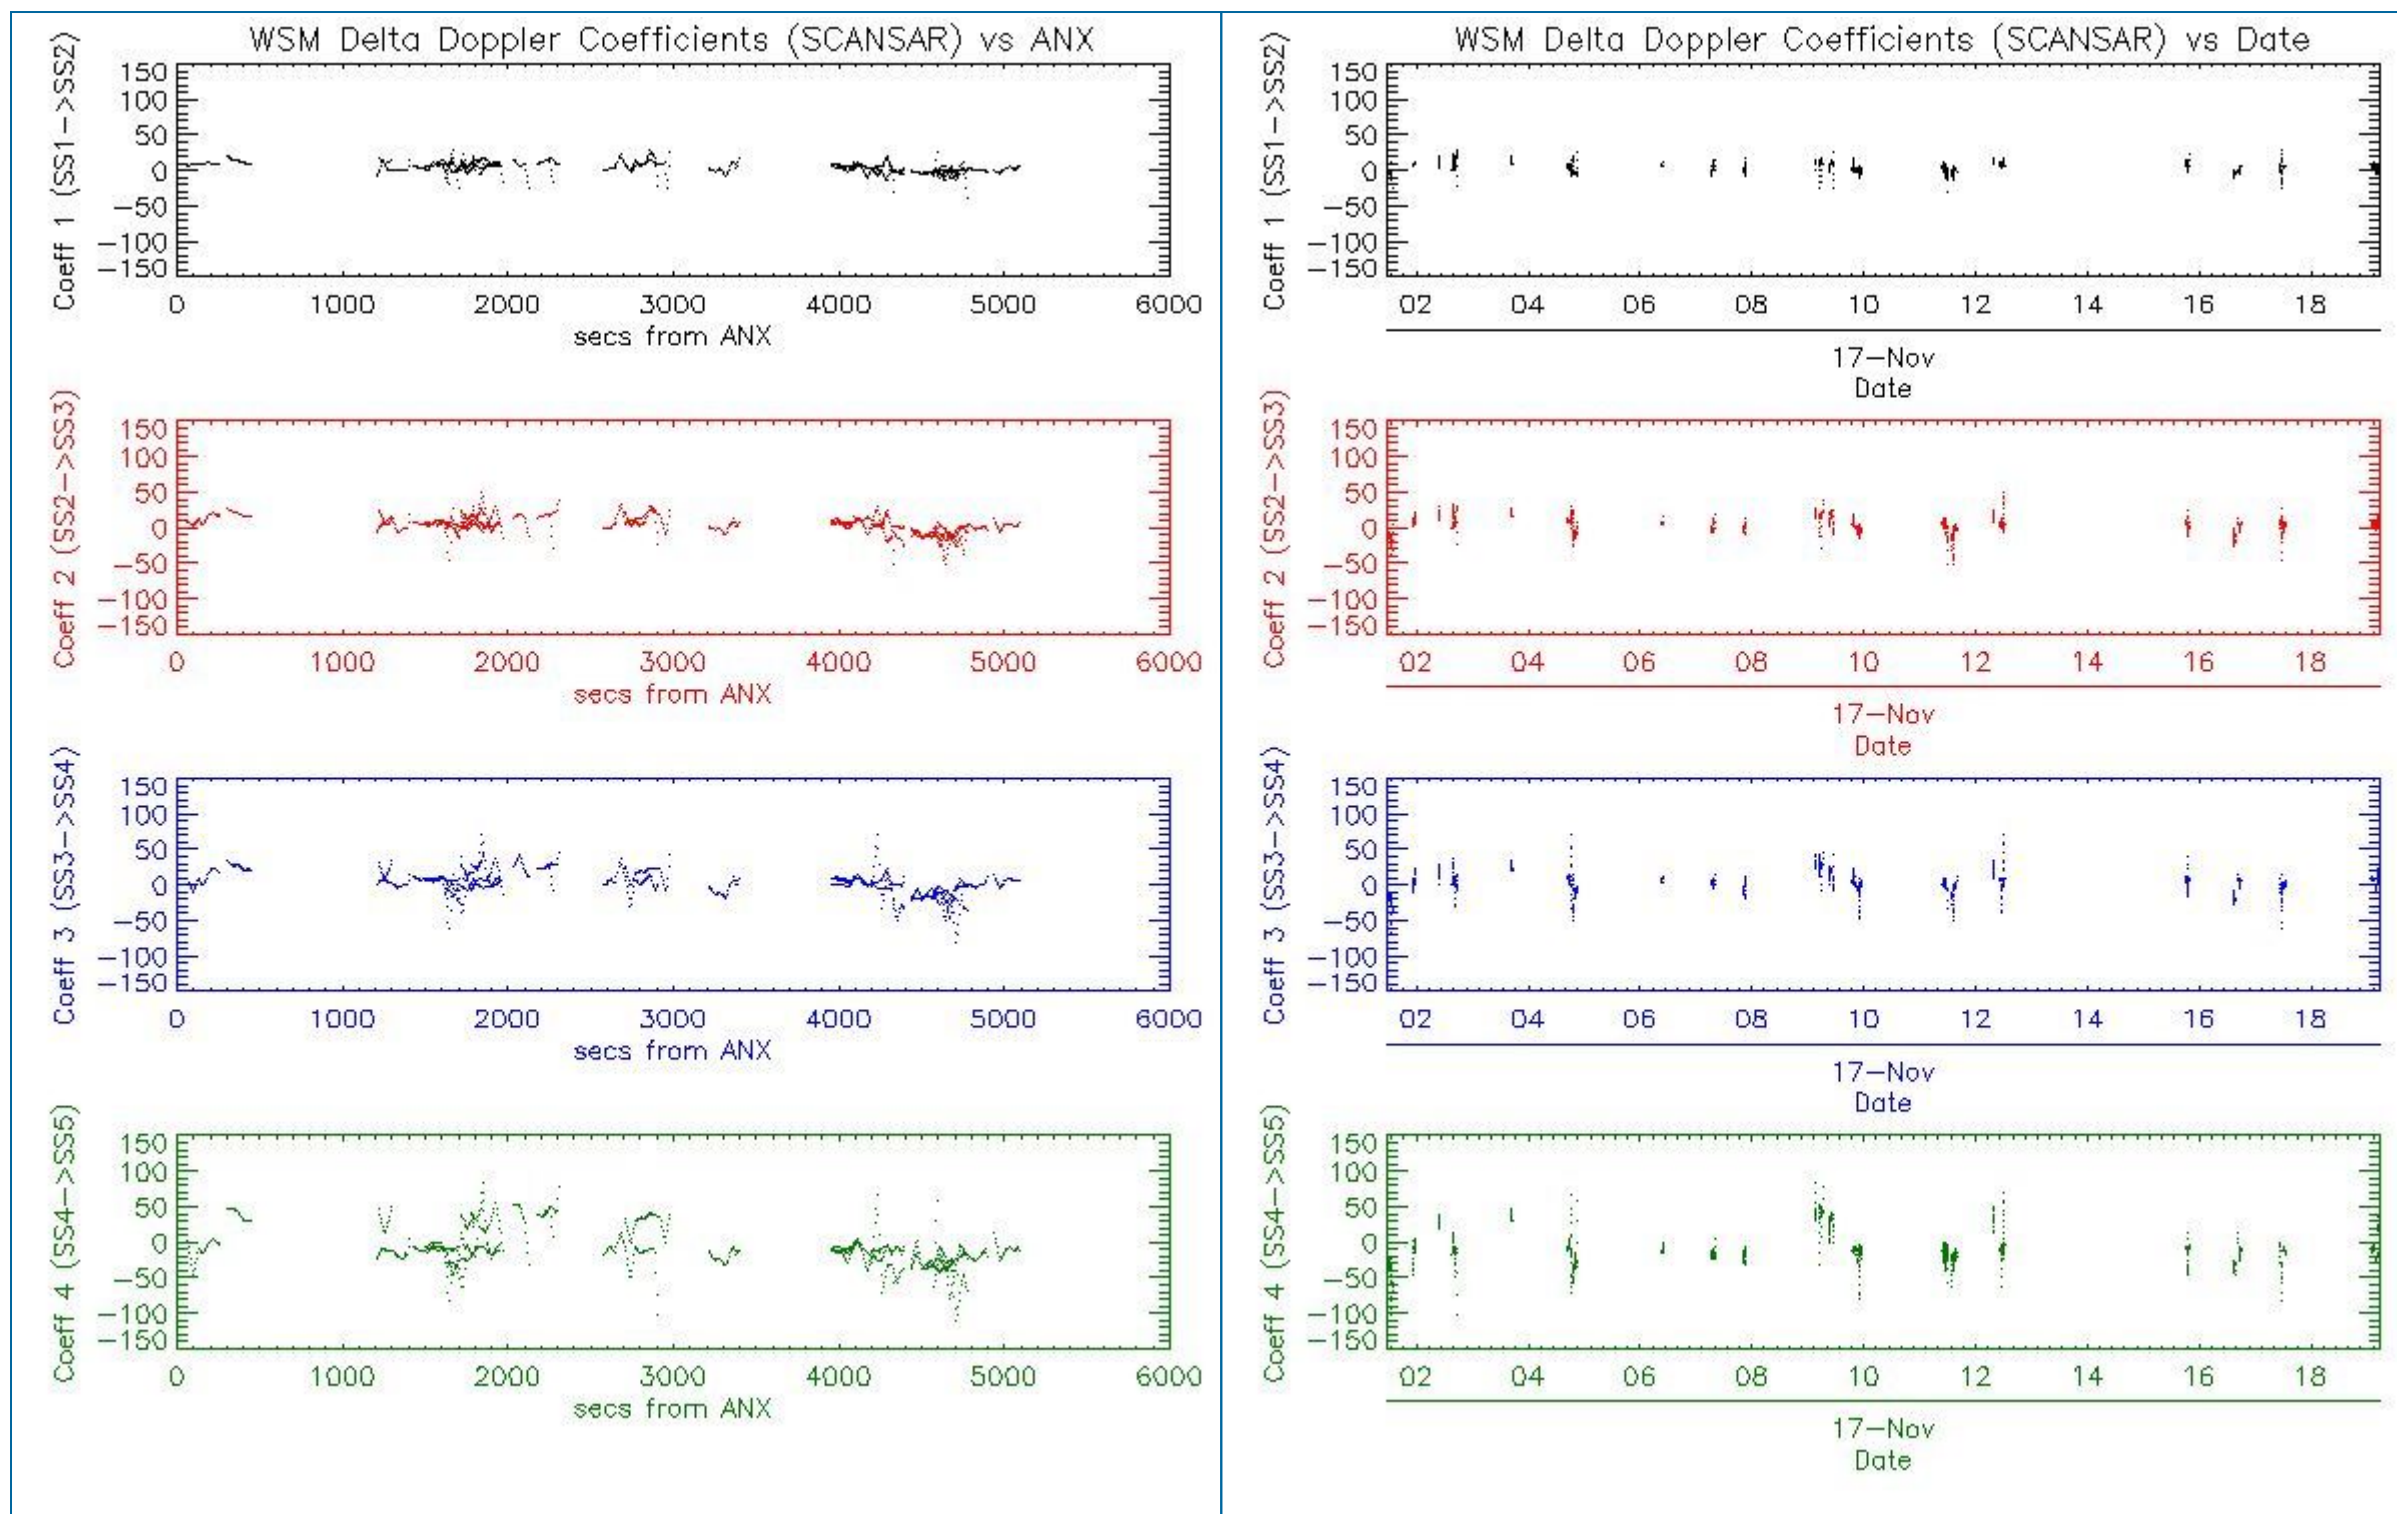 WSM Delta Doppler Coefficients (SCANSAR) vs ANX
Coeff 1 (SS1->SS2)
150
100
50
0
-50
-100
-150
0 1000 2000 3000 4000 5000 6000
secs from ANX
Coeff 2 (SS2->SS3)
150
100
50
0
-50
-100
-150
0 1000 2000 3000 4000 5000 6000
secs from ANX
Coeff 3 (SS3->SS4)
150
100
50
0
-50
-100
-150
0 1000 2000 3000 4000 5000 6000
secs from ANX
Coeff 4 (SS4->SS5)
150
100
50
0
-50
-100
-150
0 1000 2000 3000 4000 5000 6000
secs from ANX
WSM Delta Doppler Coefficients (SCANSAR) vs Date
Coeff 1 (SS1->SS2)
150
100
50
0
-50
-100
-150
02 04 06 08 10 12 14 16 18
17-Nov
Date
Coeff 2 (SS2->SS3)
150
100
50
0
-50
-100
-150
02 04 06 08 10 12 14 16 18
17-Nov
Date
Coeff 3 (SS3->SS4)
150
100
50
0
-50
-100
-150
02 04 06 08 10 12 14 16 18
17-Nov
Date
Coeff 4 (SS4->SS5)
150
100
50
0
-50
-100
-150
02 04 06 08 10 12 14 16 18
17-Nov
Date